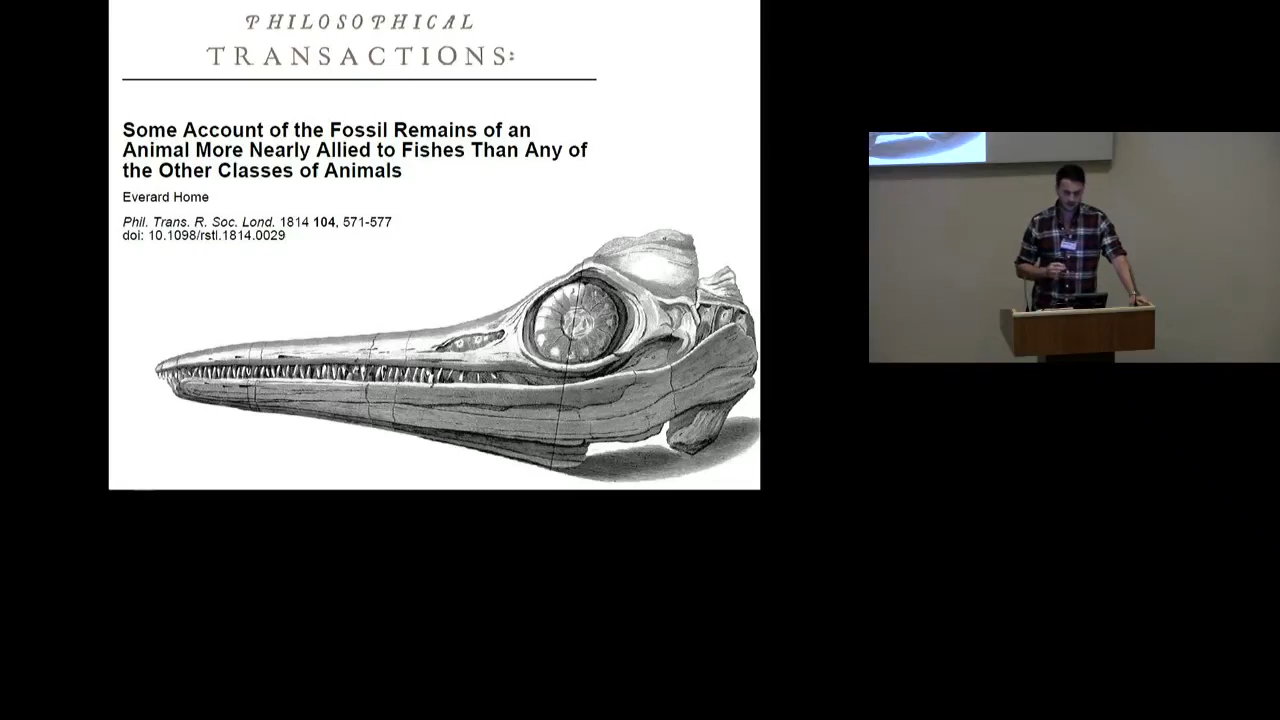 PHILOSOPHICAL
TRANSACTIONS:
Some Account of the Fossil Remains of an
Animal More Nearly Allied to Fishes Than Any of
the Other Classes of Animals
Everard Home
Phil. Trans. R. Soc. Lond. 1814 104, 571-577
doi: 10.1098/rstl.1814.0029